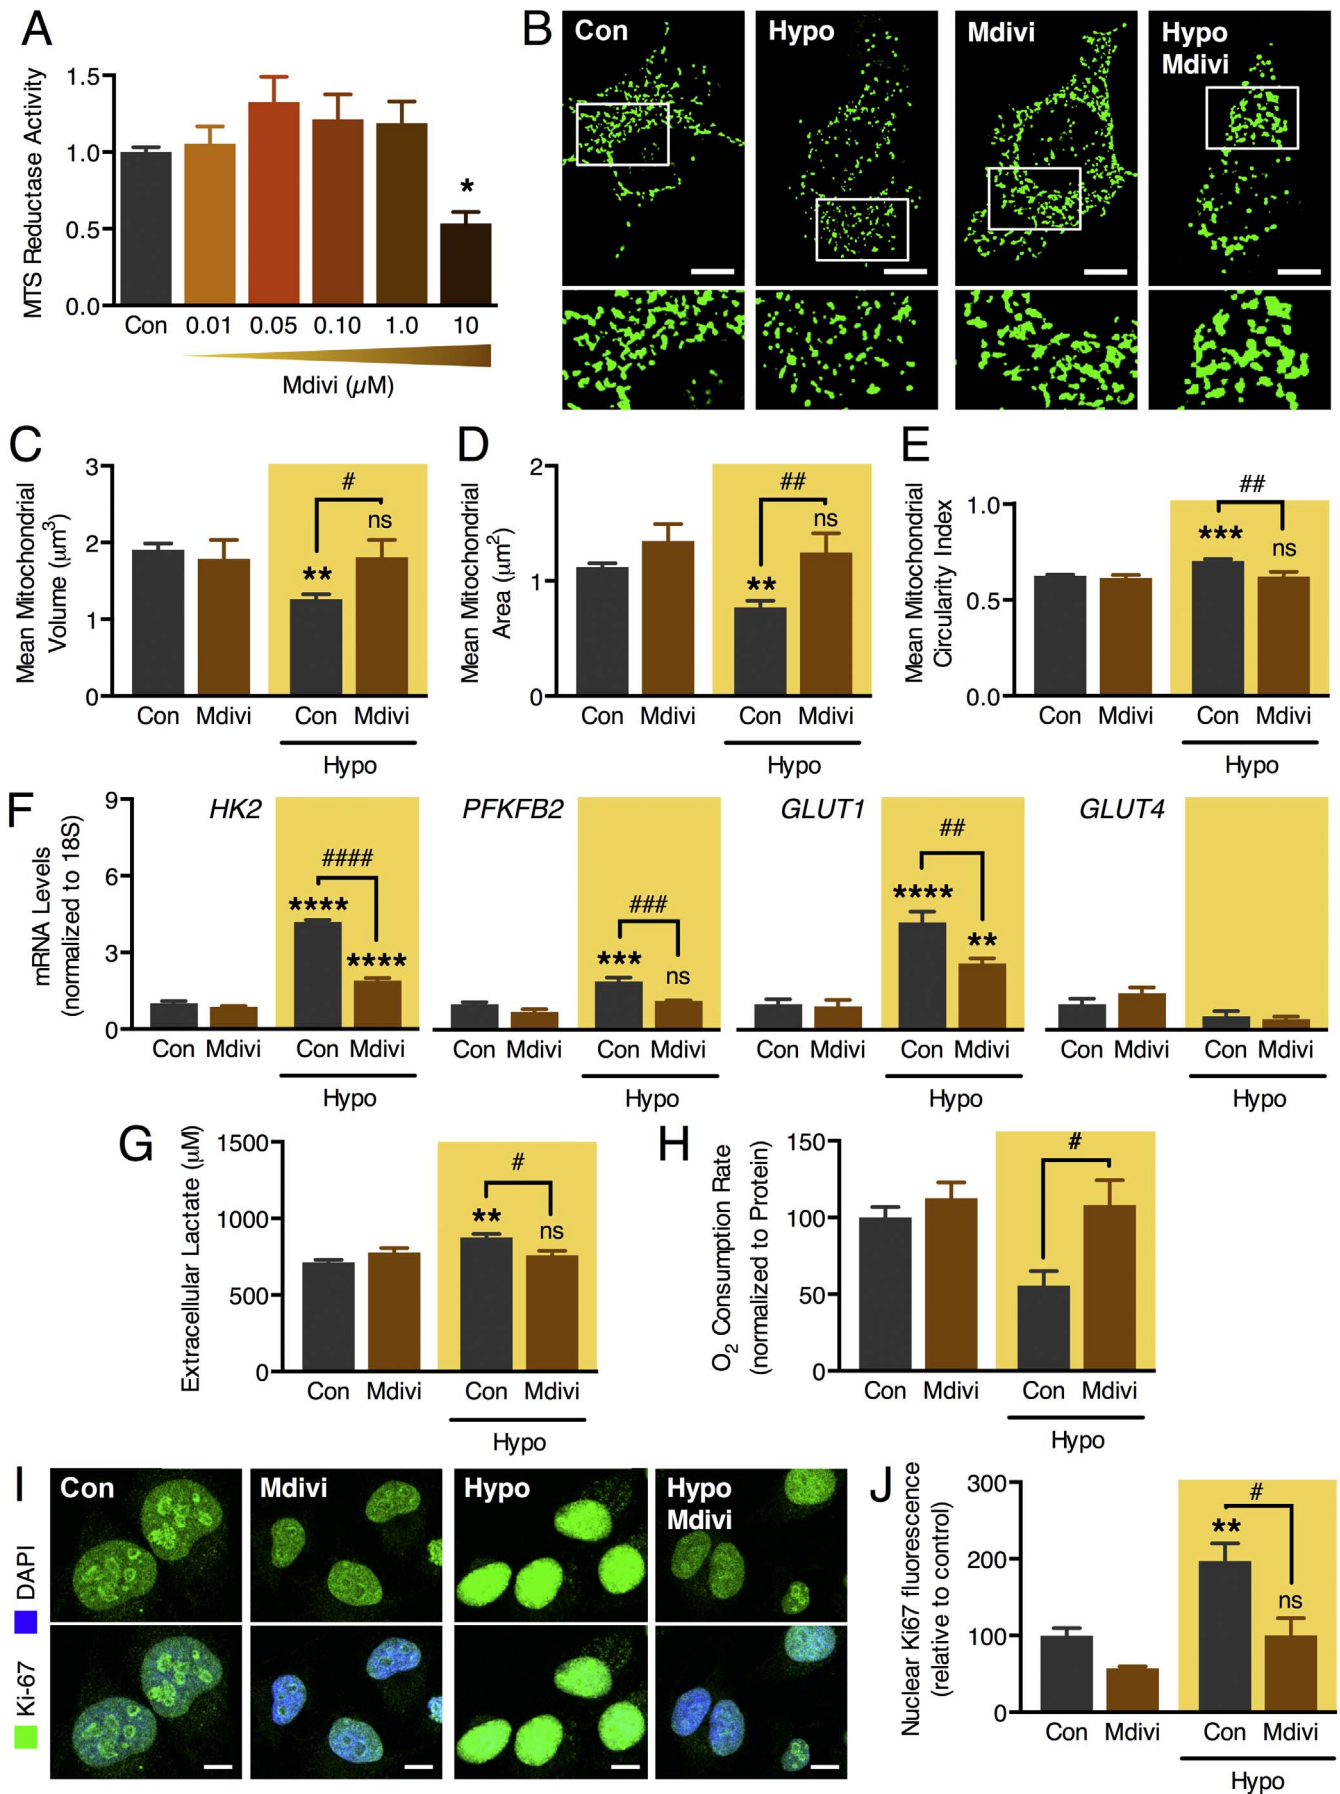 A
MTS Reductase Activity
1.5
1.0
0.5
0.0
*
Con 0.01 0.05 0.10 1.0 10
Mdivi (µM)
B
Con
Hypo
Mdivi
Hypo
Mdivi
C
Mean Mitochondrial
Volume (µm³)
3
2
1
0
#
ns
**
Con Mdivi Con Mdivi
Hypo
D
Mean Mitochondrial
Area (µm²)
2
1
0
##
ns
**
Con Mdivi Con Mdivi
Hypo
E
Mean Mitochondrial
Circularity Index
1.0
0.5
0.0
##
***
ns
Con Mdivi Con Mdivi
Hypo
F
mRNA Levels
(normalized to 18S)
9
6
3
0
HK2
####
****
****
Con Mdivi Con Mdivi
Hypo
PFKFB2
###
***
ns
Con Mdivi Con Mdivi
Hypo
GLUT1
##
****
**
Con Mdivi Con Mdivi
Hypo
GLUT4
Con Mdivi Con Mdivi
Hypo
G
Extracellular Lactate (µM)
1500
1000
500
0
#
**
ns
Con Mdivi Con Mdivi
Hypo
H
O₂ Consumption Rate
(normalized to Protein)
150
100
50
0
#
Con Mdivi Con Mdivi
Hypo
I
Con
Mdivi
Hypo
Hypo
Mdivi
Ki-67 DAPI
J
Nuclear Ki67 fluorescence
(relative to control)
300
200
100
0
#
**
ns
Con Mdivi Con Mdivi
Hypo